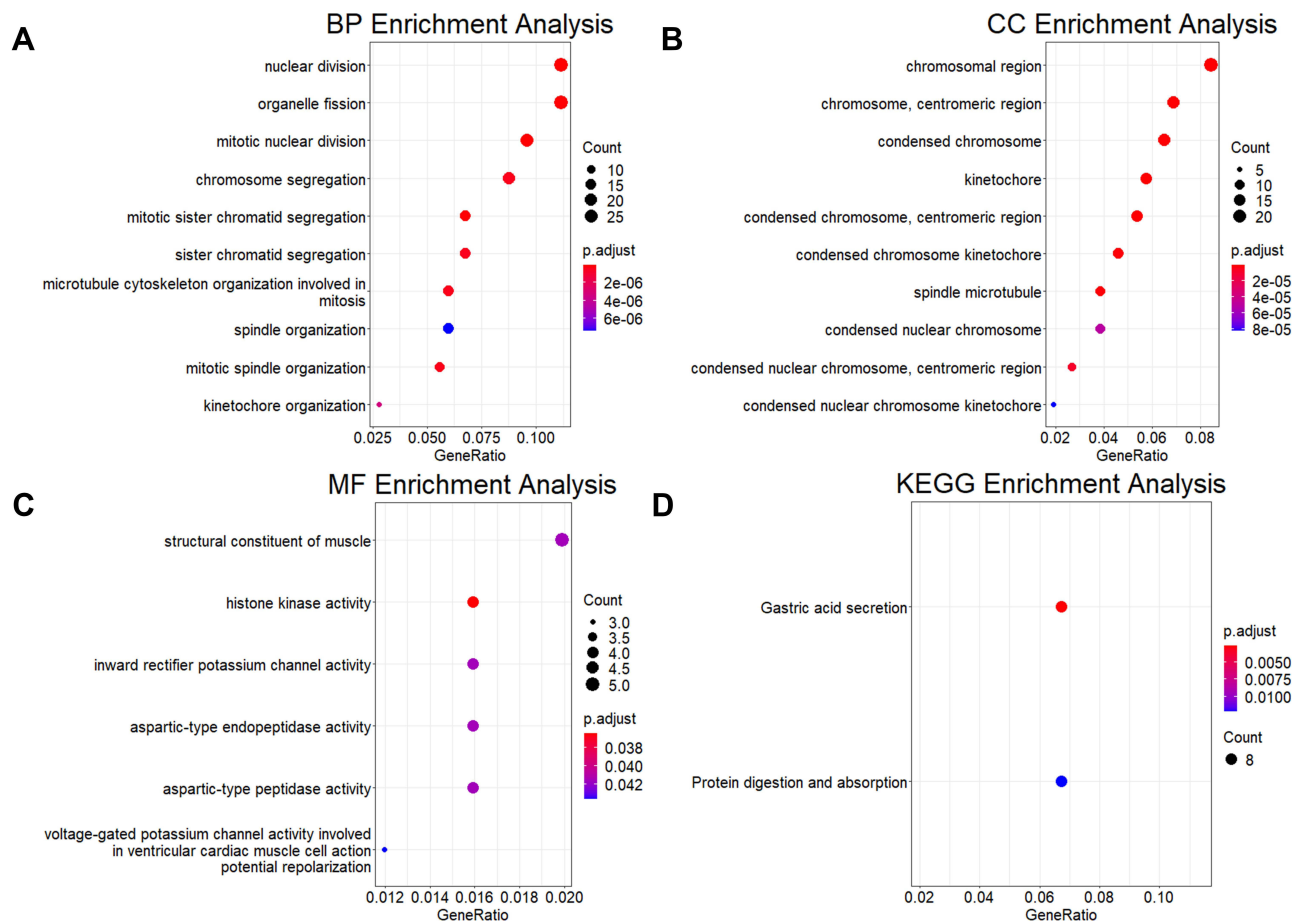 A
BP Enrichment Analysis
nuclear division
organelle fission
mitotic nuclear division
chromosome segregation
mitotic sister chromatid segregation
sister chromatid segregation
microtubule cytoskeleton organization involved in
mitosis
spindle organization
mitotic spindle organization
kinetochore organization
0.025 0.050 0.075 0.100
GeneRatio
Count
10
15
20
25
p.adjust
2e-06
4e-06
6e-06
B
CC Enrichment Analysis
chromosomal region
chromosome, centromeric region
condensed chromosome
kinetochore
condensed chromosome, centromeric region
condensed chromosome kinetochore
spindle microtubule
condensed nuclear chromosome
condensed nuclear chromosome, centromeric region
condensed nuclear chromosome kinetochore
0.02 0.04 0.06 0.08
GeneRatio
Count
5
10
15
20
p.adjust
2e-05
4e-05
6e-05
8e-05
C
MF Enrichment Analysis
structural constituent of muscle
histone kinase activity
inward rectifier potassium channel activity
aspartic-type endopeptidase activity
aspartic-type peptidase activity
voltage-gated potassium channel activity involved
in ventricular cardiac muscle cell action
potential repolarization
0.012 0.014 0.016 0.018 0.020
GeneRatio
Count
3.0
3.5
4.0
4.5
5.0
p.adjust
0.038
0.040
0.042
D
KEGG Enrichment Analysis
Gastric acid secretion
Protein digestion and absorption
0.02 0.04 0.06 0.08 0.10
GeneRatio
p.adjust
0.0050
0.0075
0.0100
Count
8